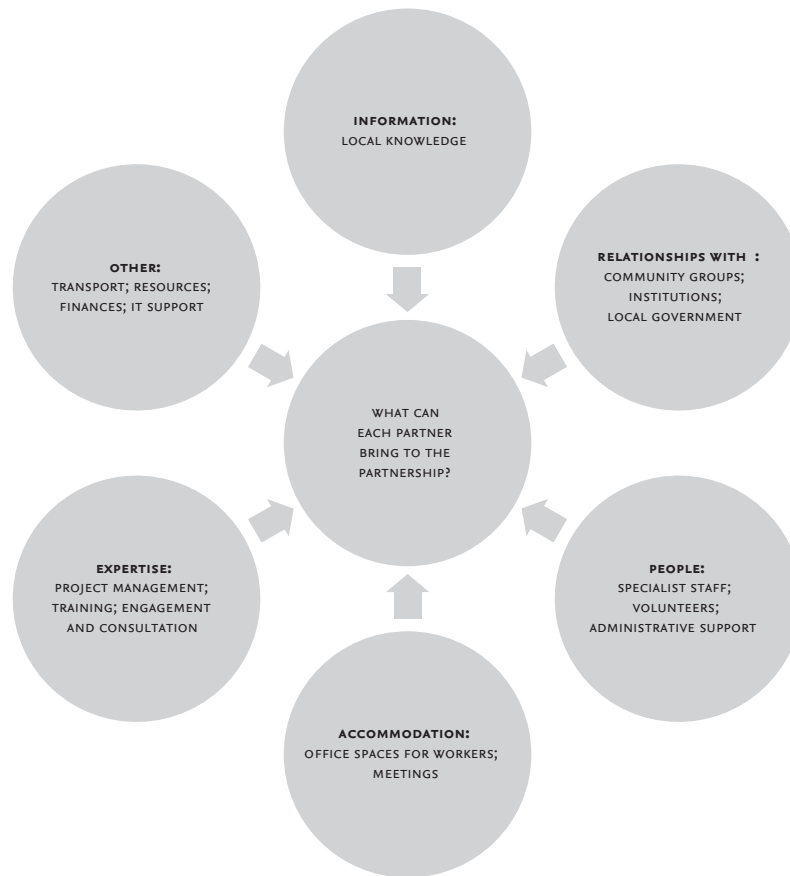 INFORMATION:
LOCAL KNOWLEDGE
RELATIONSHIPS WITH :
COMMUNITY GROUPS;
INSTITUTIONS;
LOCAL GOVERNMENT
PEOPLE:
SPECIALIST STAFF;
VOLUNTEERS;
ADMINISTRATIVE SUPPORT
ACCOMMODATION:
OFFICE SPACES FOR WORKERS;
MEETINGS
EXPERTISE:
PROJECT MANAGEMENT;
TRAINING; ENGAGEMENT
AND CONSULTATION
OTHER:
TRANSPORT; RESOURCES;
FINANCES; IT SUPPORT
WHAT CAN
EACH PARTNER
BRING TO THE
PARTNERSHIP?